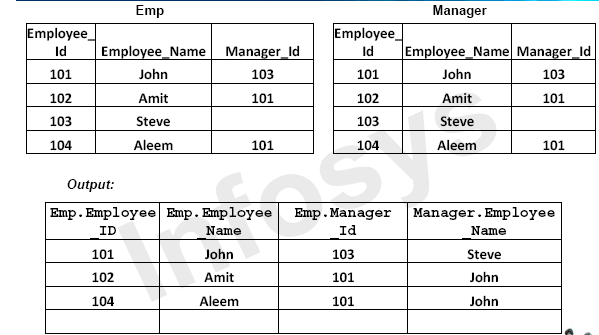 Emp Manager
Employee_ Employee_
Id Employee_Name Manager_Id Id Employee_Name Manager_Id
101 John 103 101 John 103
102 Amit 101 102 Amit 101
103 Steve 103 Steve
104 Aleem 101 104 Aleem 101
Infosys
Output:
Emp.Employee Emp.Employee Emp.Manager Manager.Employee
_ID _Name _Id _Name
101 John 103 Steve
102 Amit 101 John
104 Aleem 101 John